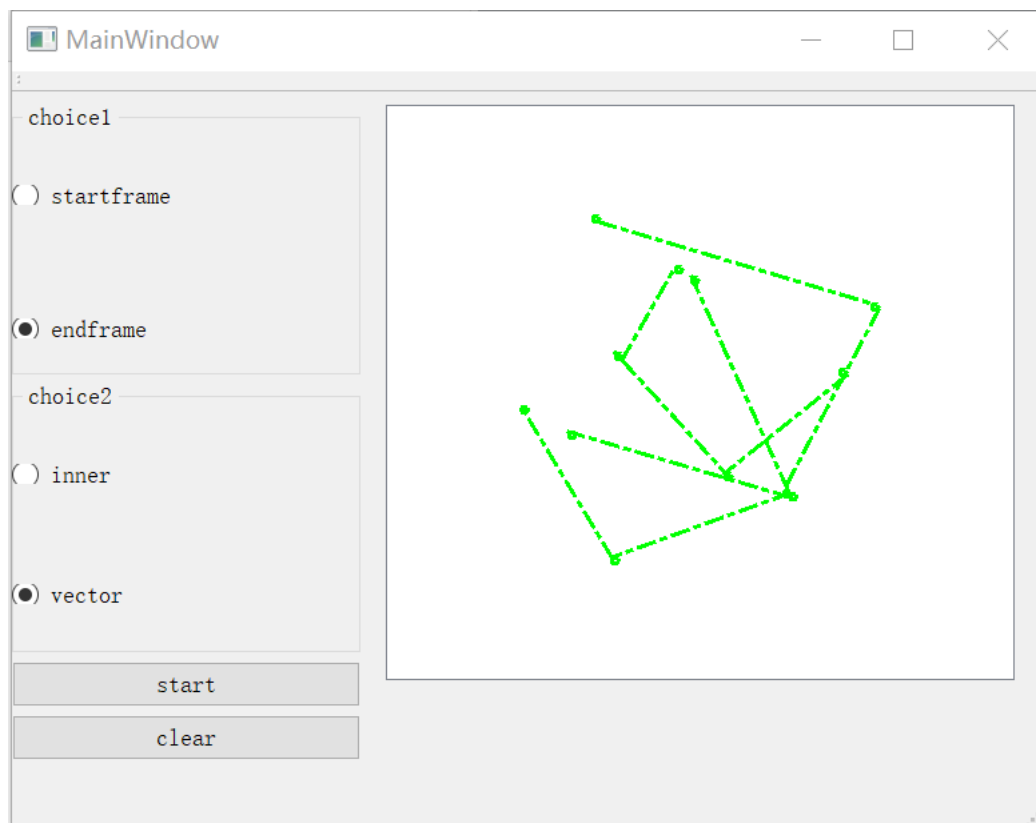 MainWindow
choice1
startframe
endframe
choice2
inner
vector
start
clear